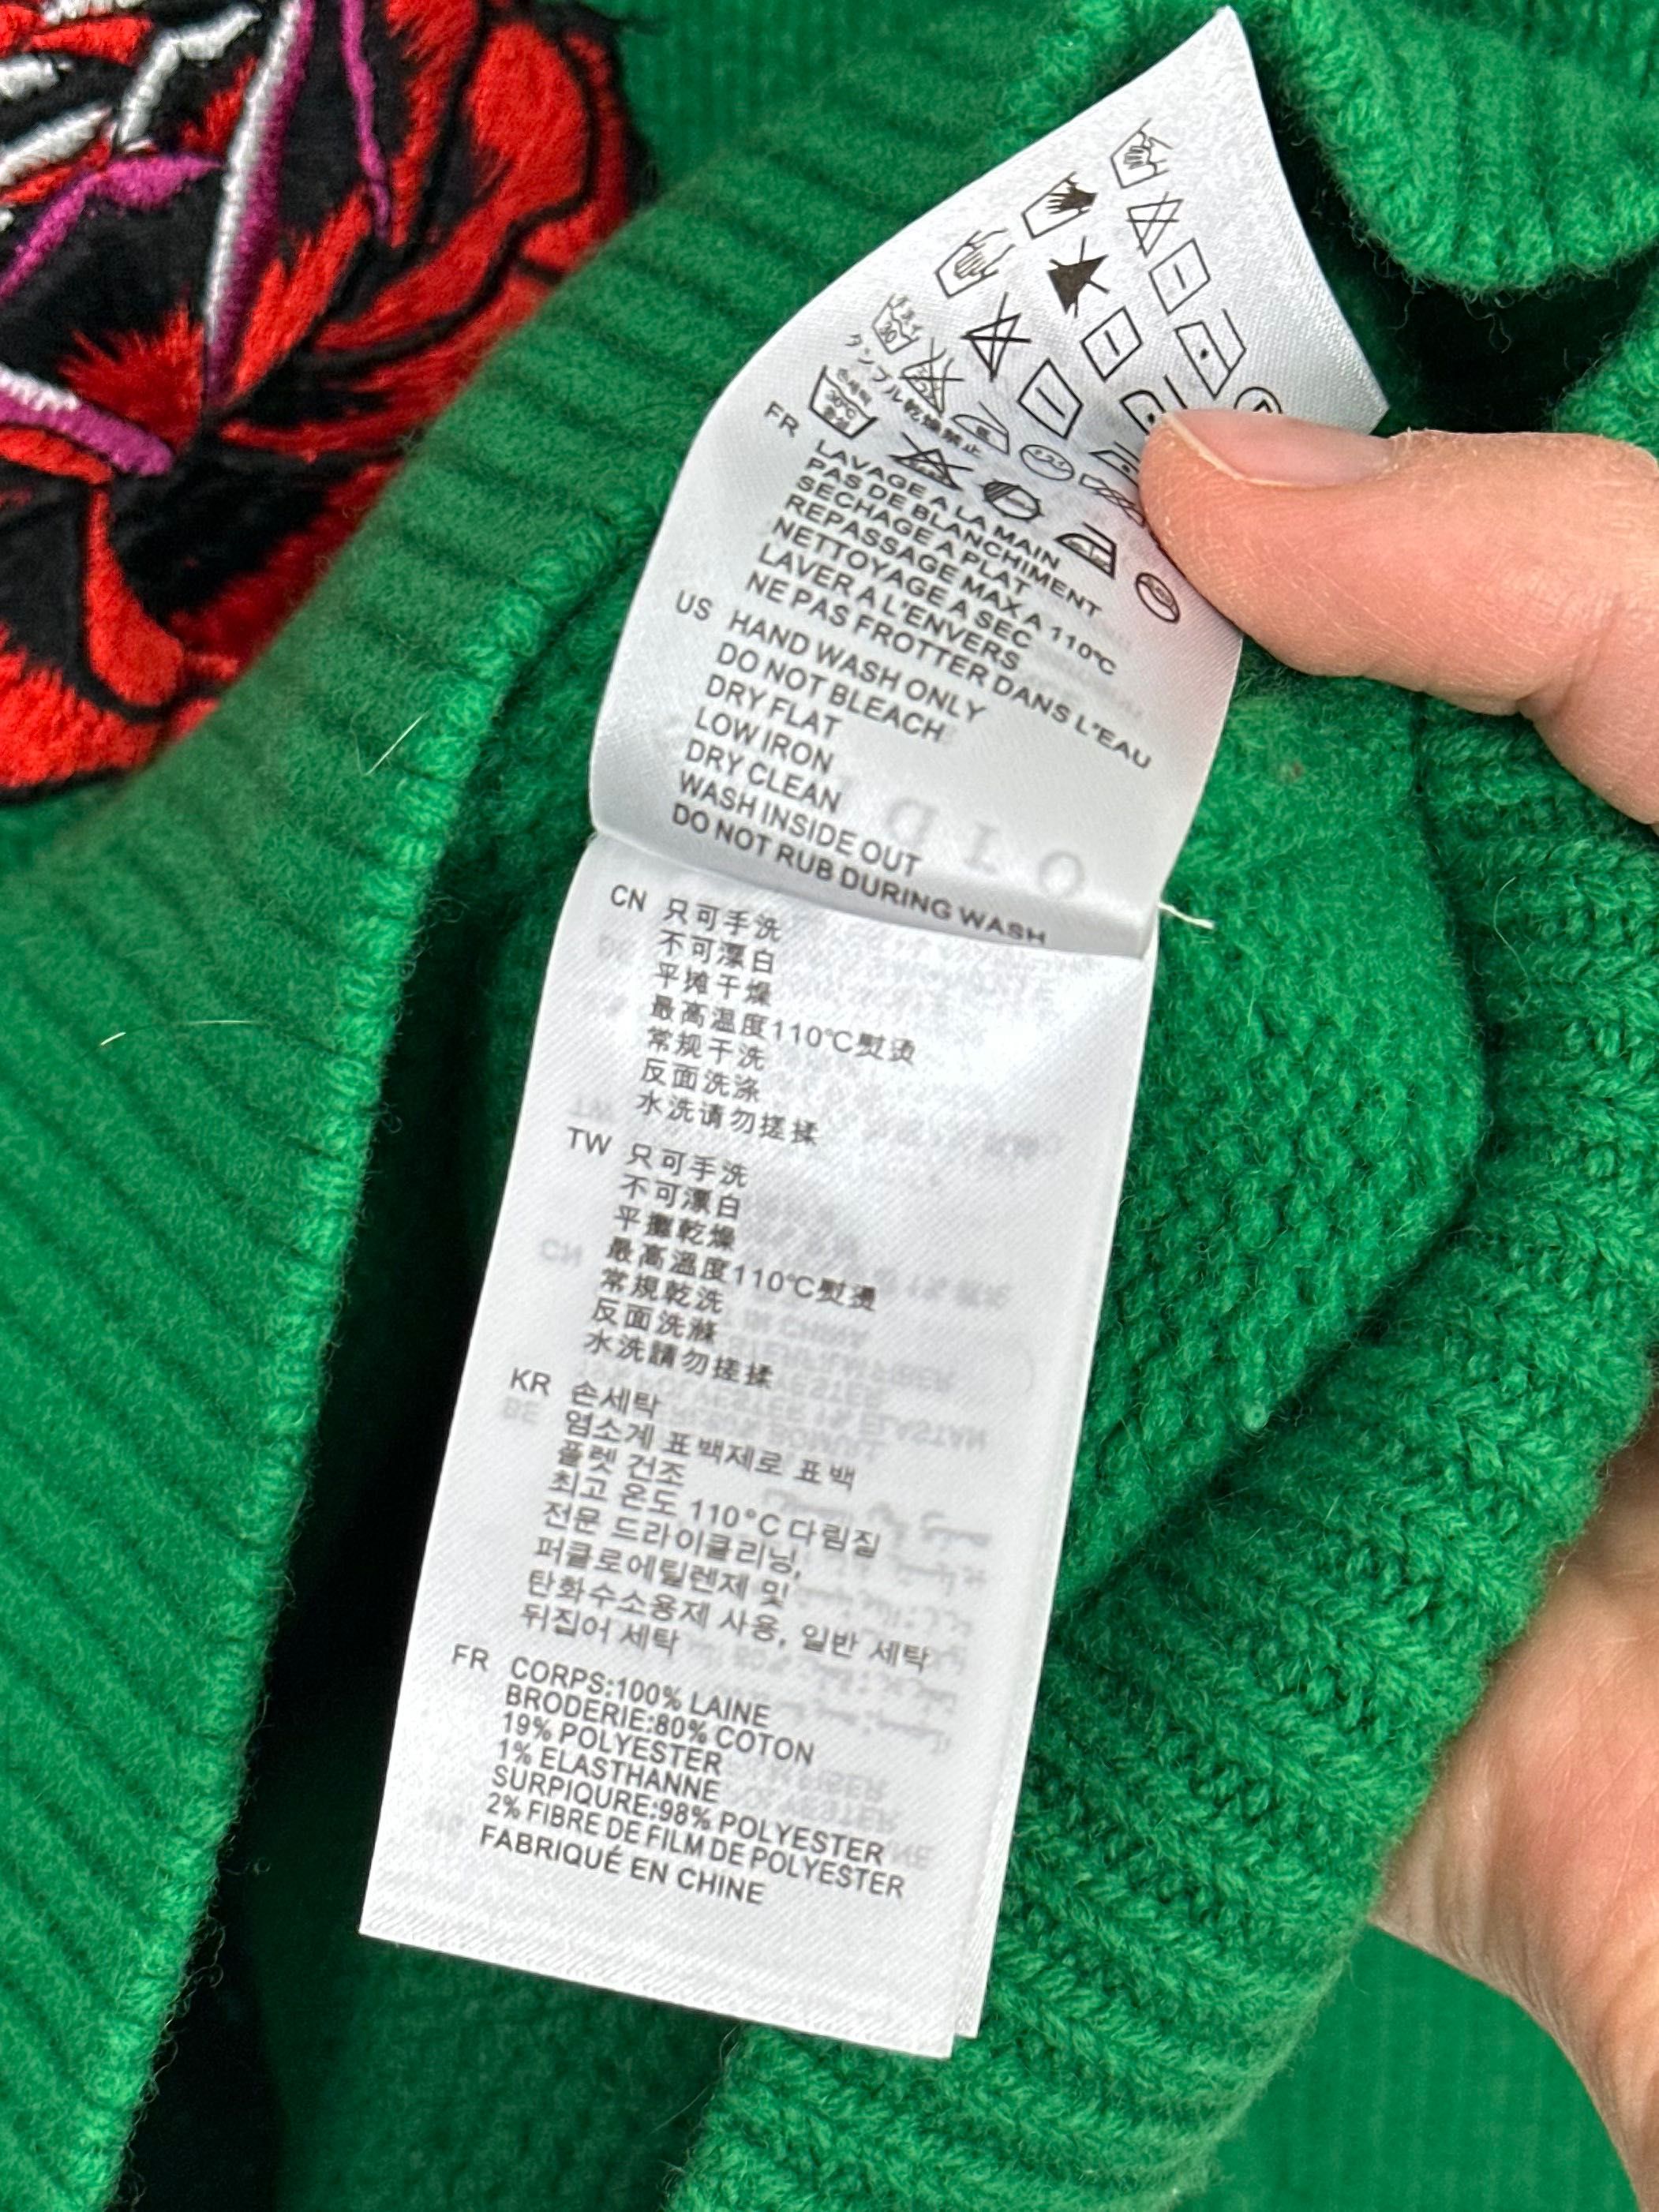 タンブル乾燥禁止
FR LAVAGE A LA MAIN
PAS DE BLANCHIMENT
SECHAGE A PLAT
REPASSAGE MAX A 110℃
NETTOYAGE A SEC
LAVER A L'ENVERS
NE PAS FROTTER DANS L'EAU
US HAND WASH ONLY
DO NOT BLEACH
DRY FLAT
LOW IRON
DRY CLEAN
WASH INSIDE OUT
DO NOT RUB DURING WASH
CN 只可手洗
不可漂白
平摊干燥
最高温度110℃熨烫
常规干洗
反面洗涤
水洗请勿搓揉
TW 只可手洗
不可漂白
平攤乾燥
最高溫度110℃熨燙
常規乾洗
反面洗滌
水洗請勿搓揉
KR 손세탁
염소계 표백제로 표백
플렛 건조
최고 온도 110°C 다림질
전문 드라이클리닝,
퍼클로에틸렌제 및
탄화수소용제 사용, 일반 세탁
뒤집어 세탁
FR CORPS:100% LAINE
BRODERIE:80% COTON
19% POLYESTER
1% ELASTHANNE
SURPIQURE:98% POLYESTER
2% FIBRE DE FILM DE POLYESTER
FABRIQUÉ EN CHINE